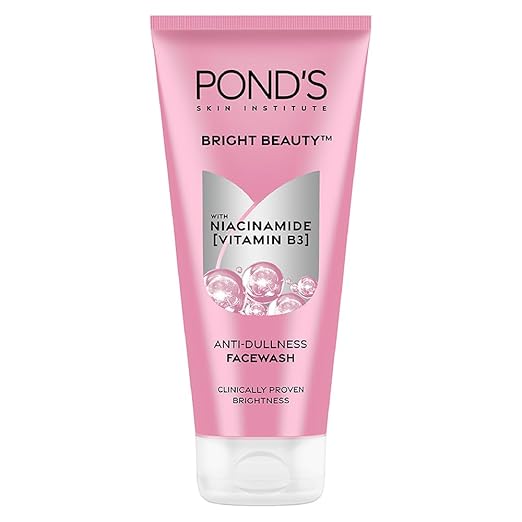 POND'S
SKIN INSTITUTE
BRIGHT BEAUTY™
WITH
NIACINAMIDE
[VITAMIN B3]
ANTI-DULLNESS
FACEWASH
CLINICALLY PROVEN
BRIGHTNESS